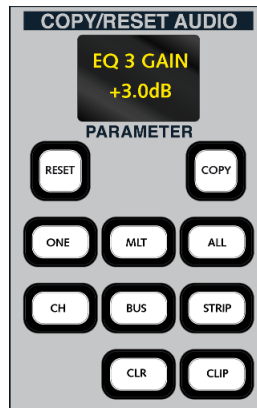 COPY/RESET AUDIO
EQ 3 GAIN
+3.0dB
PARAMETER
RESET COPY
ONE MLT ALL
CH BUS STRIP
CLR CLIP